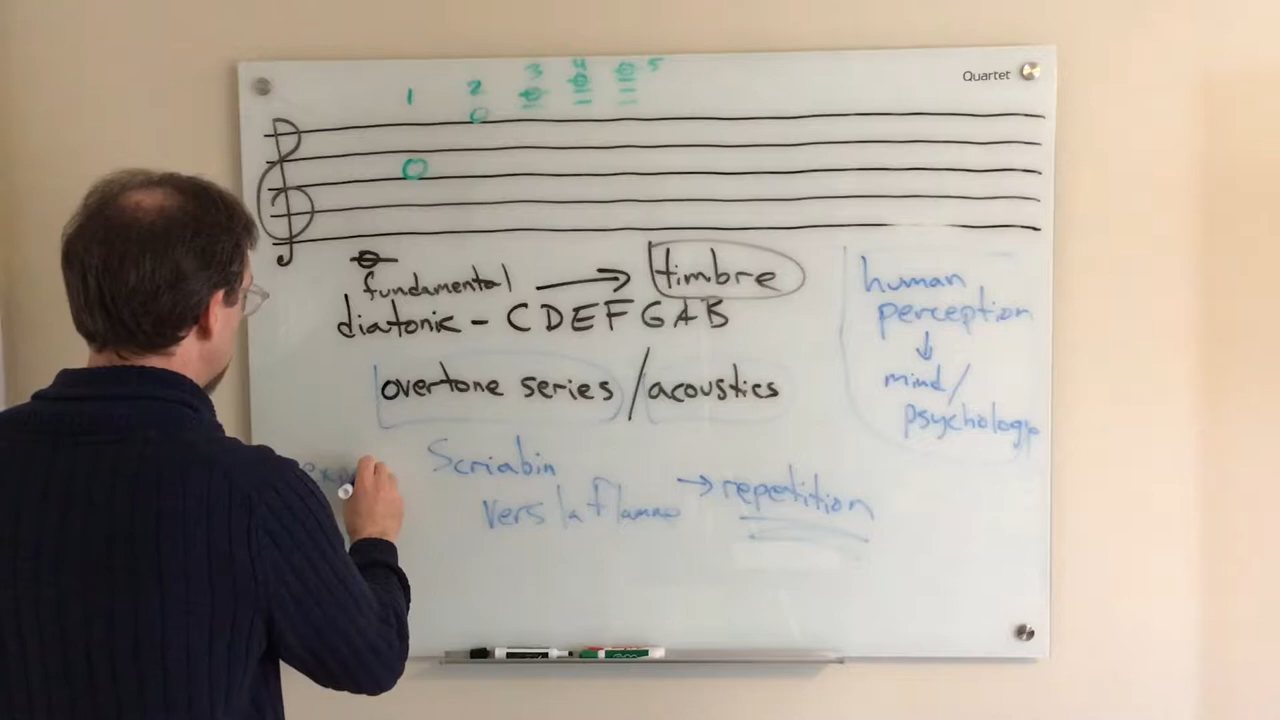 Quartet
1 2 3 4 5
fundamental → timbre
diatonic - C D E F G A B
overtone series / acoustics
human
perception
↓
mind/
psychology
Scriabin
vers la flamme → repetition